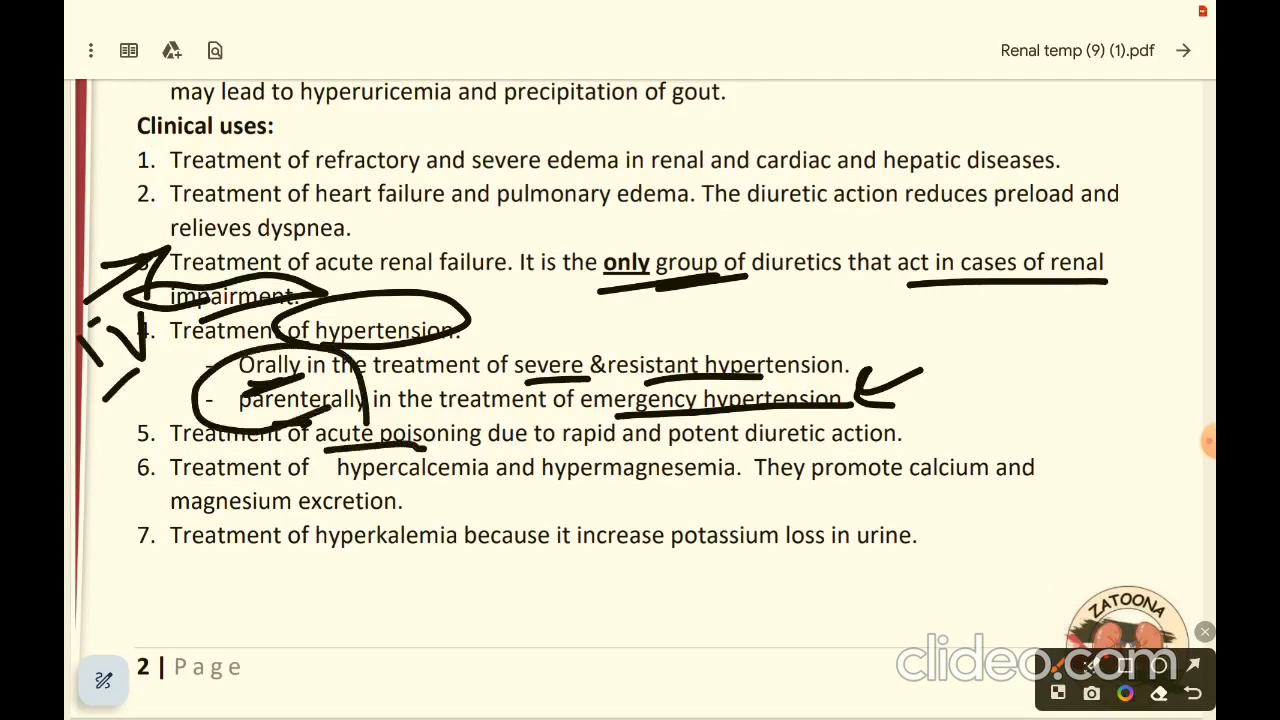 Renal temp (9) (1).pdf
may lead to hyperuricemia and precipitation of gout.
Clinical uses:
1. Treatment of refractory and severe edema in renal and cardiac and hepatic diseases.
2. Treatment of heart failure and pulmonary edema. The diuretic action reduces preload and
relieves dyspnea.
3. Treatment of acute renal failure. It is the only group of diuretics that act in cases of renal
impairment.
4. Treatment of hypertension.
iv
- Orally in the treatment of severe &resistant hypertension.
- parenterally in the treatment of emergency hypertension.
5. Treatment of acute poisoning due to rapid and potent diuretic action.
6. Treatment of hypercalcemia and hypermagnesemia. They promote calcium and
magnesium excretion.
7. Treatment of hyperkalemia because it increase potassium loss in urine.
ZATOONA
2 | Page
clideo.com